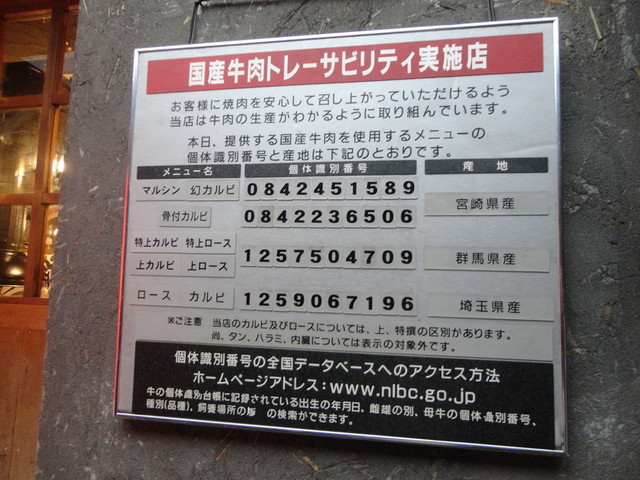 国産牛肉トレーサビリティ実施店
お客様に焼肉を安心して召し上がっていただけるよう
当店は牛肉の生産がわかるように取り組んでいます。
本日、提供する国産牛肉を使用するメニューの
個体識別番号と産地は下記のとおりです。
メニュー名 個体識別番号 産地
マルシン 幻カルビ 0842451589 宮崎県産
骨付カルビ 0842236506
特上カルビ 特上ロース 1257504709 群馬県産
上カルビ 上ロース
ロース カルビ 1259067196 埼玉県産
※ご注意 当店のカルビ及びロースについては、上、特撰の区別があります。
尚、タン、ハラミ、内臓については表示の対象外です。
個体識別番号の全国データベースへのアクセス方法
ホームページアドレス:www.nlbc.go.jp
牛の個体識別台帳に記録されている出生の年月日、雌雄の別、母牛の個体識別番号、
種別(品種)、飼養場所の の検索ができます。